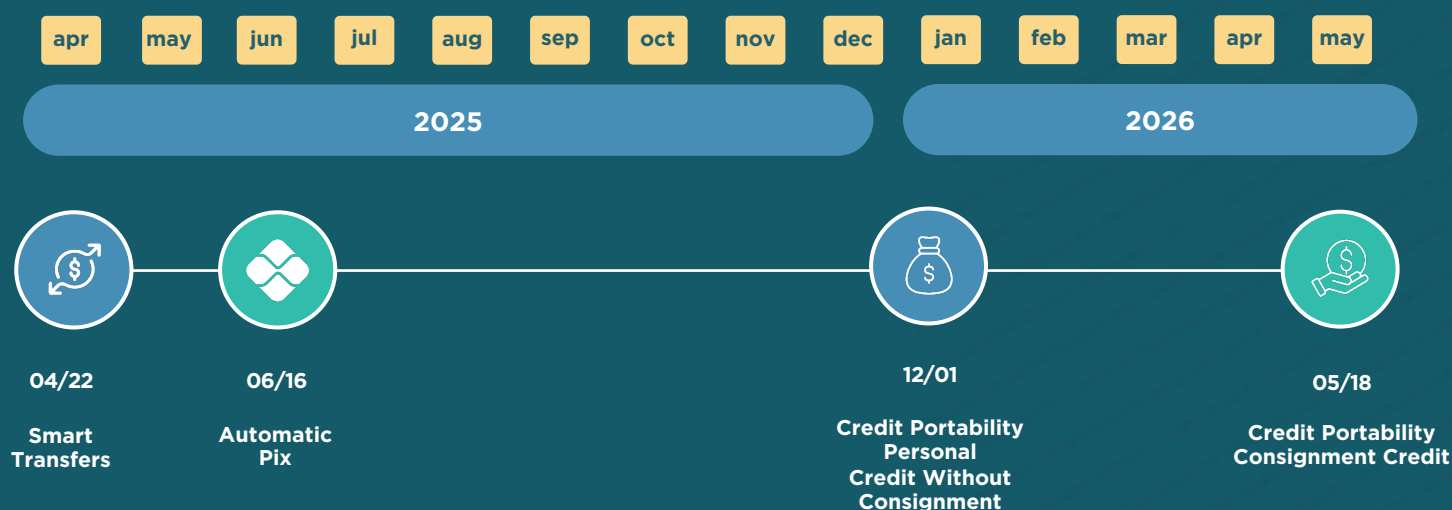 apr may jun jul aug sep oct nov dec jan feb mar apr may
2025 2026
04/22
Smart
Transfers
06/16
Automatic
Pix
12/01
Credit Portability
Personal
Credit Without
Consignment
05/18
Credit Portability
Consignment Credit